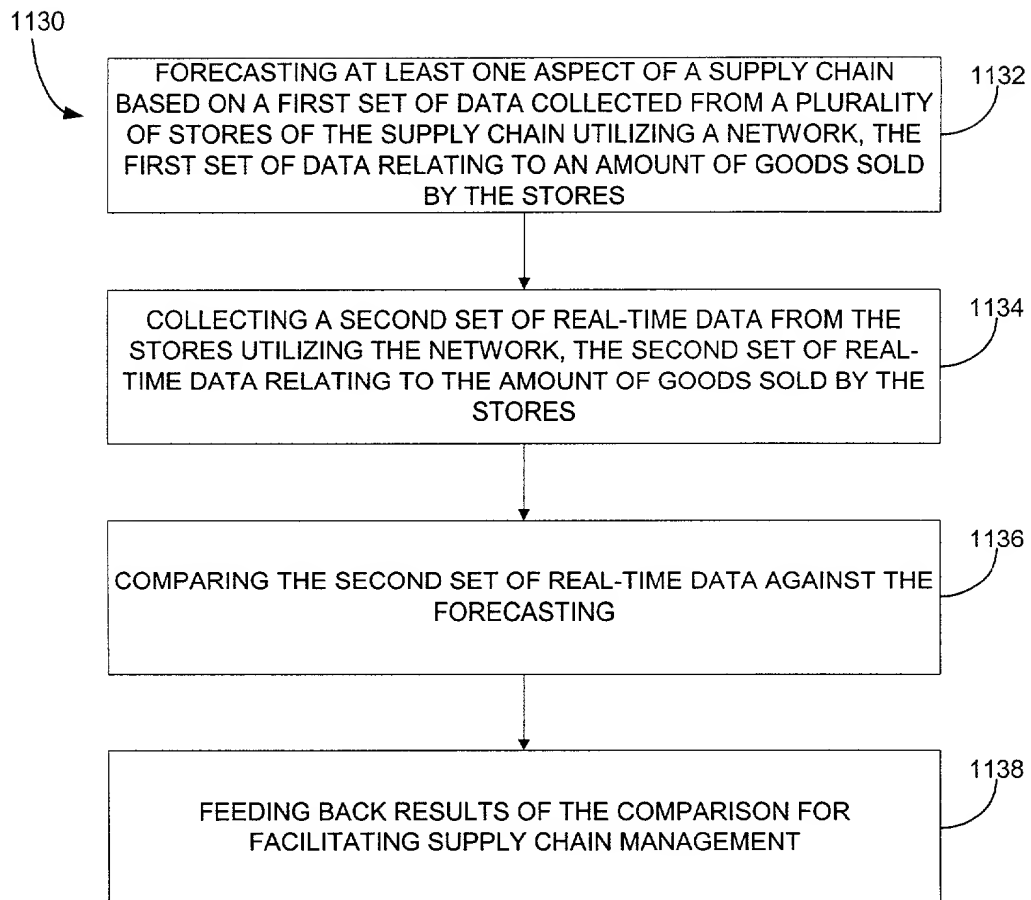 1130
FORECASTING AT LEAST ONE ASPECT OF A SUPPLY CHAIN
BASED ON A FIRST SET OF DATA COLLECTED FROM A PLURALITY
OF STORES OF THE SUPPLY CHAIN UTILIZING A NETWORK, THE
FIRST SET OF DATA RELATING TO AN AMOUNT OF GOODS SOLD
BY THE STORES
1132
COLLECTING A SECOND SET OF REAL-TIME DATA FROM THE
STORES UTILIZING THE NETWORK, THE SECOND SET OF REAL-
TIME DATA RELATING TO THE AMOUNT OF GOODS SOLD BY THE
STORES
1134
COMPARING THE SECOND SET OF REAL-TIME DATA AGAINST THE
FORECASTING
1136
FEEDING BACK RESULTS OF THE COMPARISON FOR
FACILITATING SUPPLY CHAIN MANAGEMENT
1138